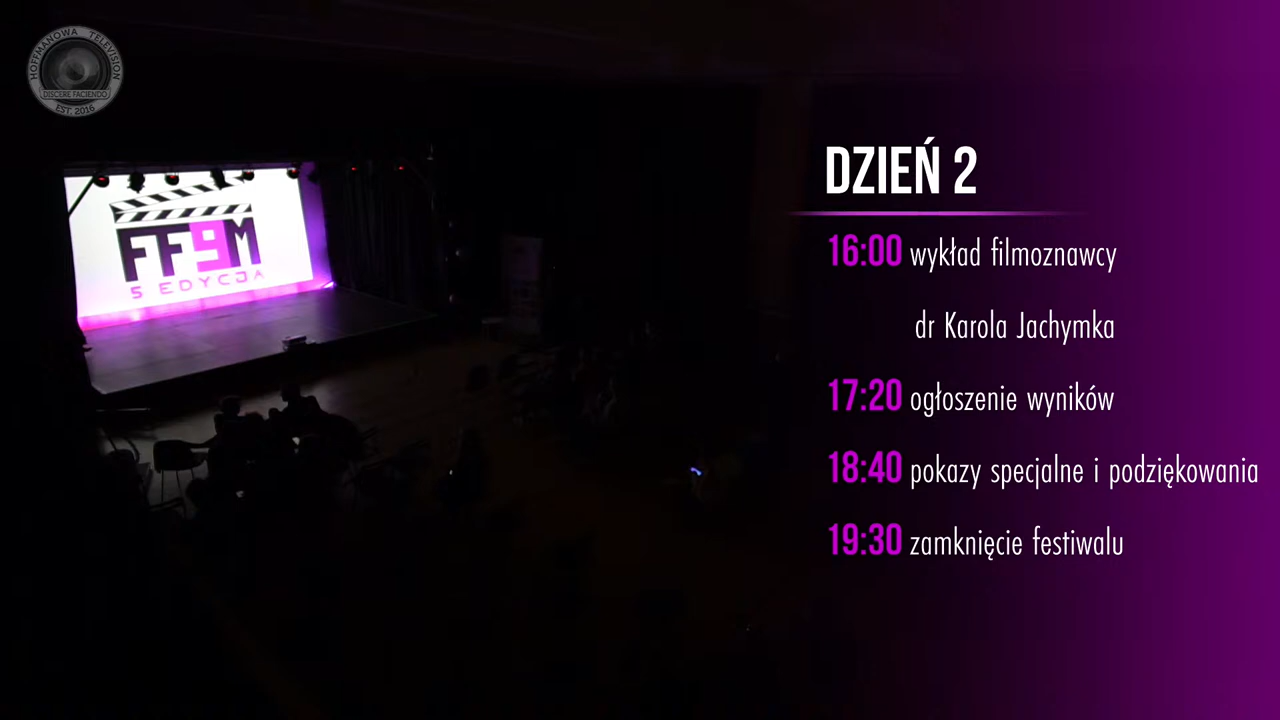 HOFFMANOWA TELEVISION
DISCERE FACIENDO
EST. 2016
FF9M
5 EDYCJA
DZIEŃ 2
16:00 wykład filmoznawcy
dr Karola Jachymka
17:20 ogłoszenie wyników
18:40 pokazy specjalne i podziękowania
19:30 zamknięcie festiwalu